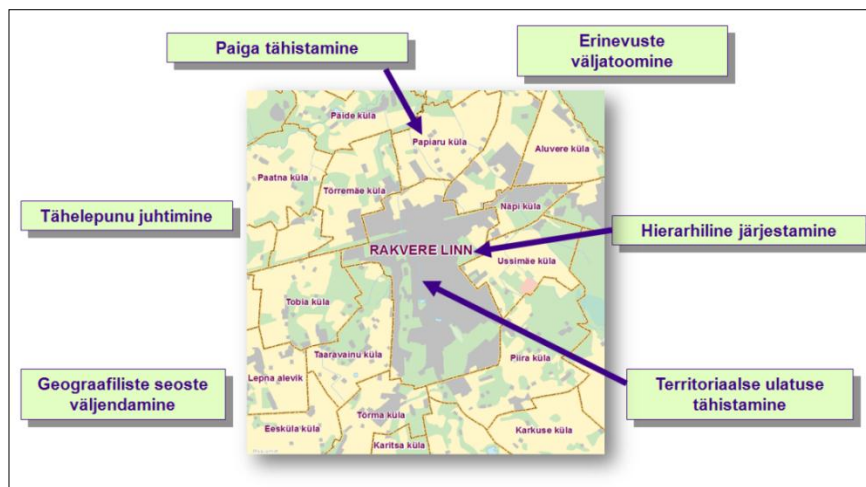 Paiga tähistamine
Erinevuste
väljatoomine
Päide küla
Papiaru küla
Aluvere küla
Paatna küla
Tõrremäe küla
Näpi küla
Tähelepunu juhtimine
Hierarhiline järjestamine
RAKVERE LINN
Ussimäe küla
Tobia küla
Taaravainu küla
Piira küla
Lepna alevik
Geograafiliste seoste
väljendamine
Territoriaalse ulatuse
tähistamine
Tõrma küla
Eesküla küla
Karitsa küla
Karkuse küla